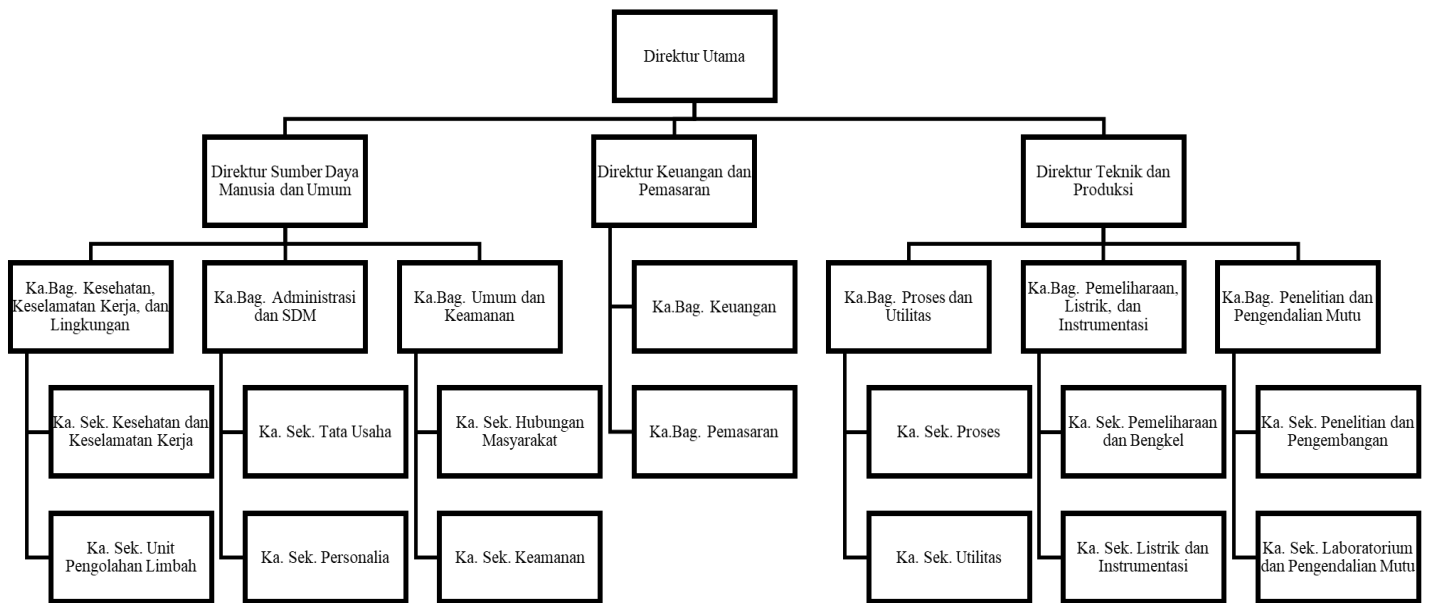 Direktur Utama
Direktur Sumber Daya
Manusia dan Umum
Direktur Keuangan dan
Pemasaran
Direktur Teknik dan
Produksi
Ka.Bag. Kesehatan,
Keselamatan Kerja, dan
Lingkungan
Ka.Bag. Administrasi
dan SDM
Ka.Bag. Umum dan
Keamanan
Ka.Bag. Keuangan
Ka.Bag. Proses dan
Utilitas
Ka.Bag. Pemeliharaan,
Listrik, dan
Instrumentasi
Ka.Bag. Penelitian dan
Pengendalian Mutu
Ka. Sek. Kesehatan dan
Keselamatan Kerja
Ka. Sek. Tata Usaha
Ka. Sek. Hubungan
Masyarakat
Ka.Bag. Pemasaran
Ka. Sek. Proses
Ka. Sek. Pemeliharaan
dan Bengkel
Ka. Sek. Penelitian dan
Pengembangan
Ka. Sek. Unit
Pengolahan Limbah
Ka. Sek. Personalia
Ka. Sek. Keamanan
Ka. Sek. Utilitas
Ka. Sek. Listrik dan
Instrumentasi
Ka. Sek. Laboratorium
dan Pengendalian Mutu